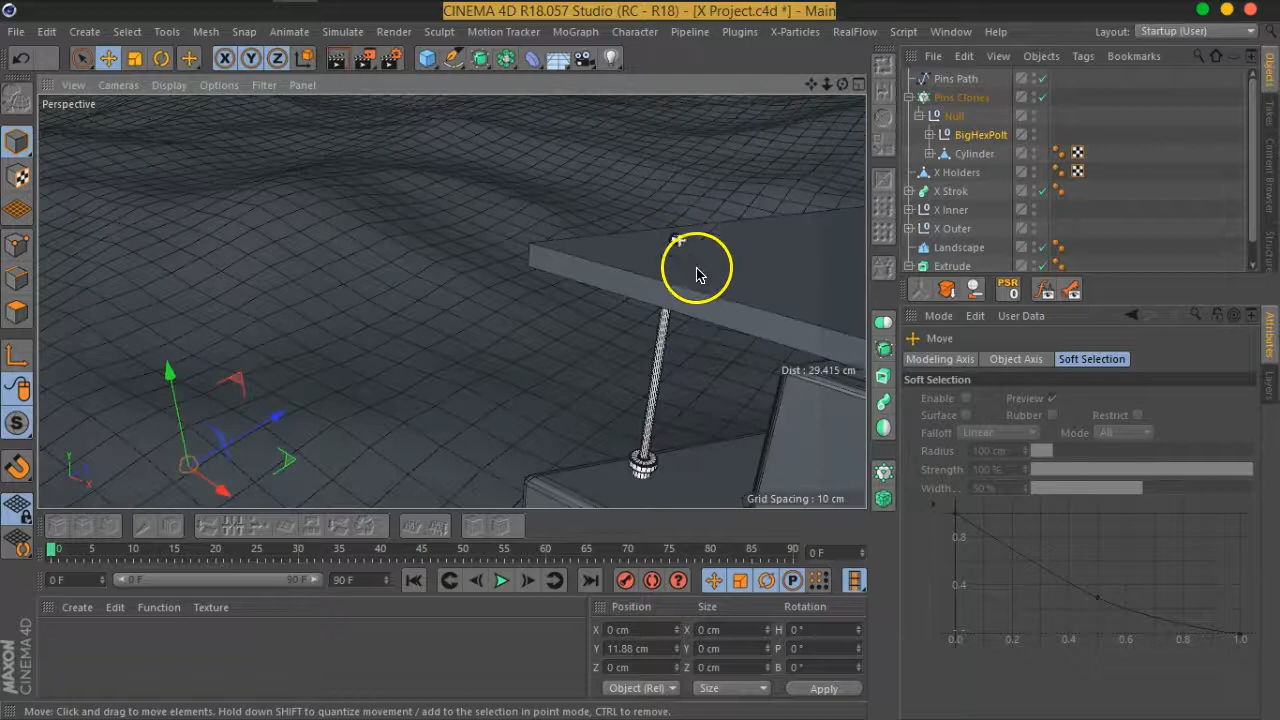 CINEMA 4D R18.057 Studio (RC - R18) - [X Project.c4d *] - Main
File Edit Create Select Tools Mesh Snap Animate Simulate Render Sculpt Motion Tracker MoGraph Character Pipeline Plugins X-Particles RealFlow Script Window Help Layout: Startup (User)
X Y Z
File Edit View Objects Tags Bookmarks
View Cameras Display Options Filter Panel
Perspective
Pins Path
Pins Clones
Null
BigHexPolt
Cylinder
X Holders
X Strok
X Inner
X Outer
Landscape
Extrude
Objects
Takes
Content Browser
Structure
PSR
0
Mode Edit User Data
Move
Modeling Axis Object Axis Soft Selection
Soft Selection
Enable Preview
Surface Rubber Restrict
Falloff Linear Mode All
Radius 100 cm
Strength 100 %
Width 50 %
0.8
0.4
0.0 0.2 0.4 0.6 0.8 1.0
Attributes
Layers
Dist : 29.415 cm
Grid Spacing : 10 cm
0 5 10 15 20 25 30 35 40 45 50 55 60 65 70 75 80 85 90 0 F
0 F 0 F 90 F 90 F
Create Edit Function Texture
Position Size Rotation
X 0 cm X 0 cm H 0 °
Y 11.88 cm Y 0 cm P 0 °
Z 0 cm Z 0 cm B 0 °
Object (Rel) Size Apply
MAXON CINEMA 4D
Move: Click and drag to move elements. Hold down SHIFT to quantize movement / add to the selection in point mode, CTRL to remove.